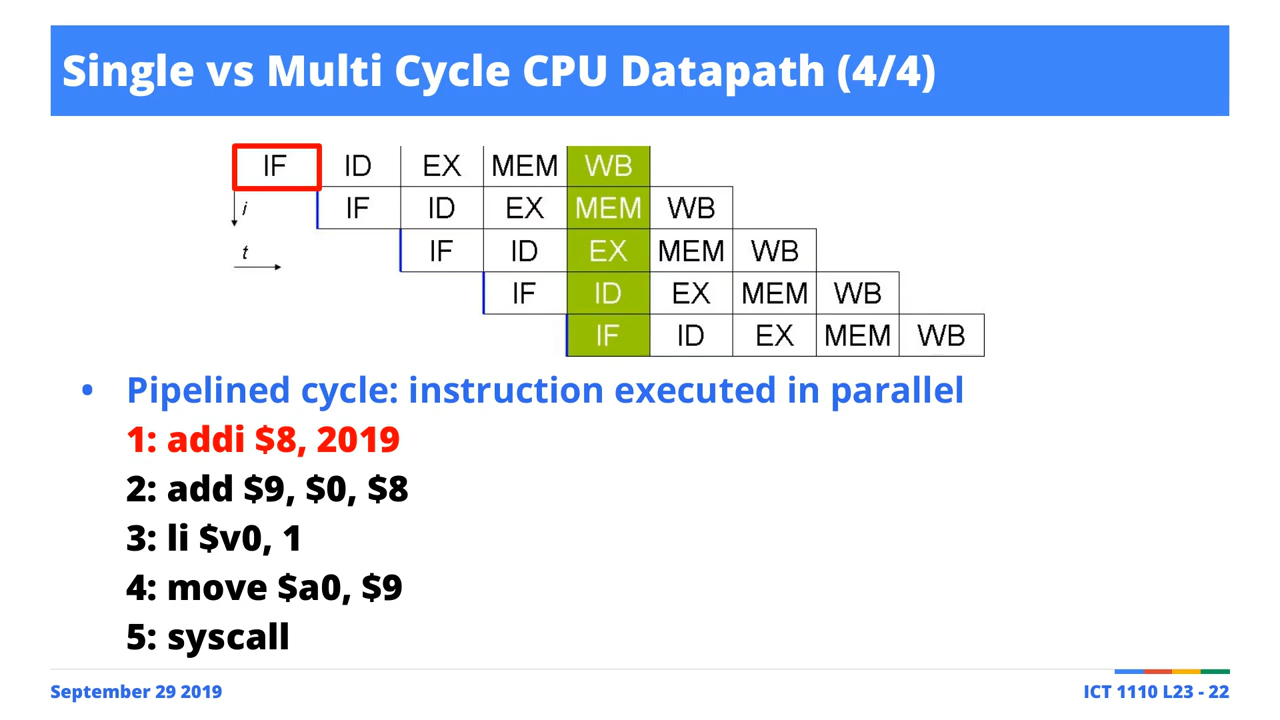 Single vs Multi Cycle CPU Datapath (4/4)
IF ID EX MEM WB
i IF ID EX MEM WB
t IF ID EX MEM WB
IF ID EX MEM WB
IF ID EX MEM WB
• Pipelined cycle: instruction executed in parallel
1: addi $8, 2019
2: add $9, $0, $8
3: li $v0, 1
4: move $a0, $9
5: syscall
September 29 2019
ICT 1110 L23 - 22